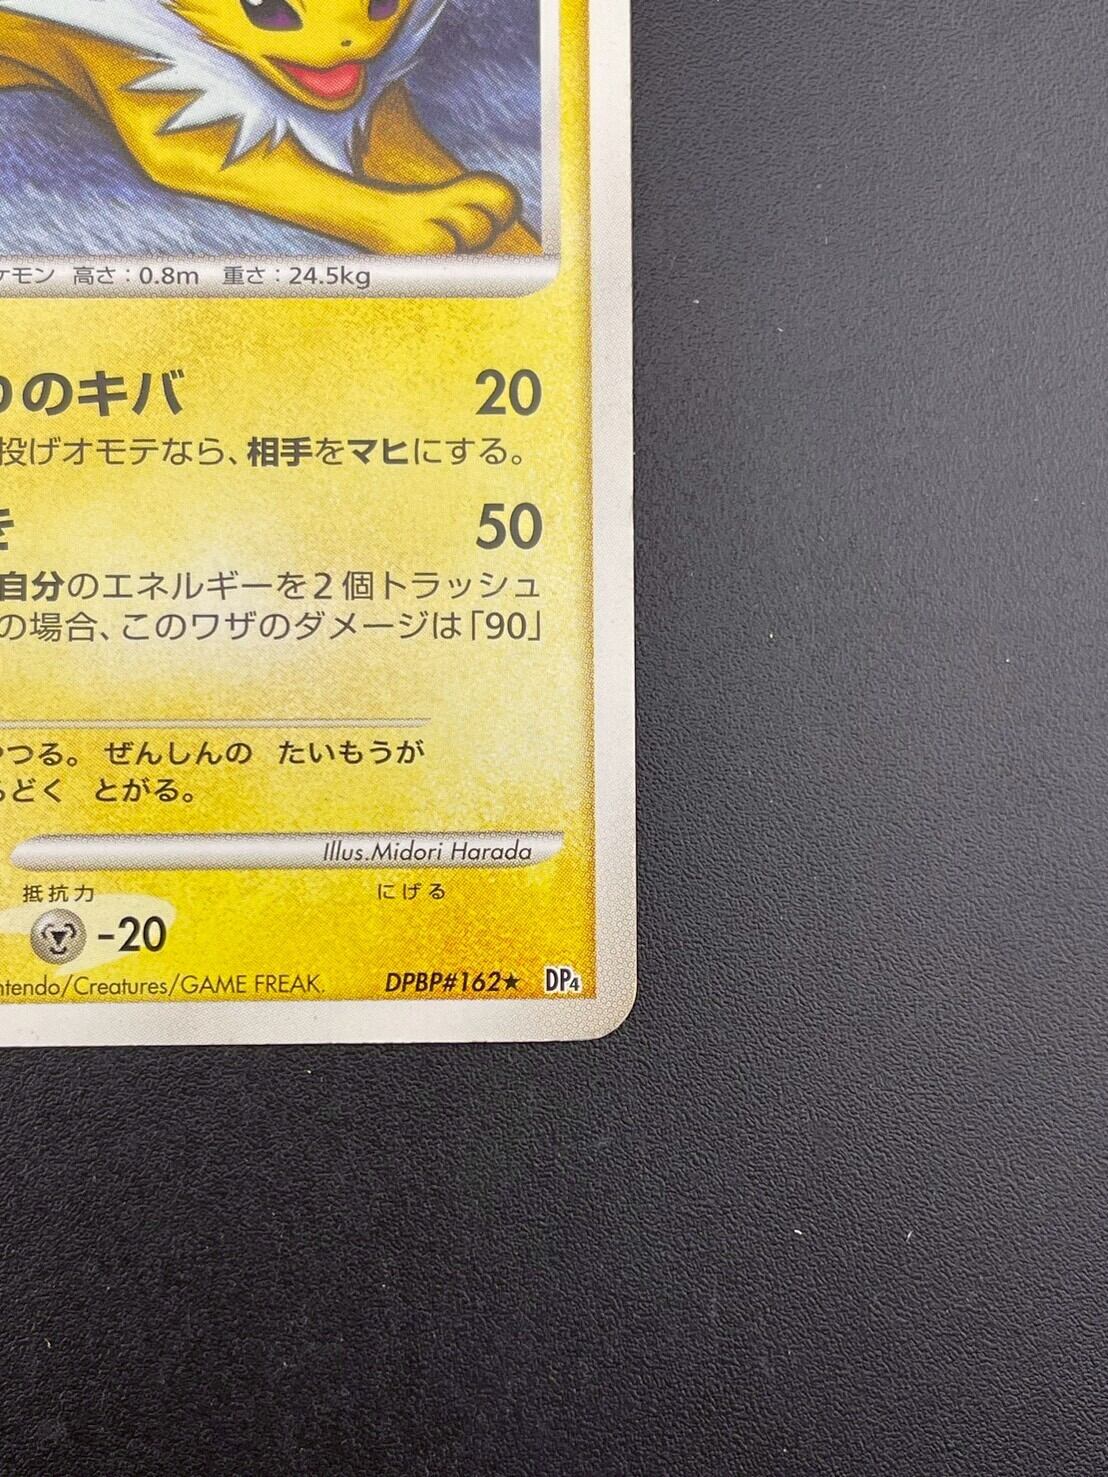 ケモン 高さ：0.8m 重さ：24.5kg
のキバ 20
投げオモテなら、相手をマヒにする。
き 50
自分のエネルギーを2個トラッシュ
の場合、このワザのダメージは「90」
つる。 ぜんしんの たいもうが
どく とがる。
Illus.Midori Harada
抵抗力 にげる
-20
ntendo/Creatures/GAME FREAK. DPBP#162★ DP4